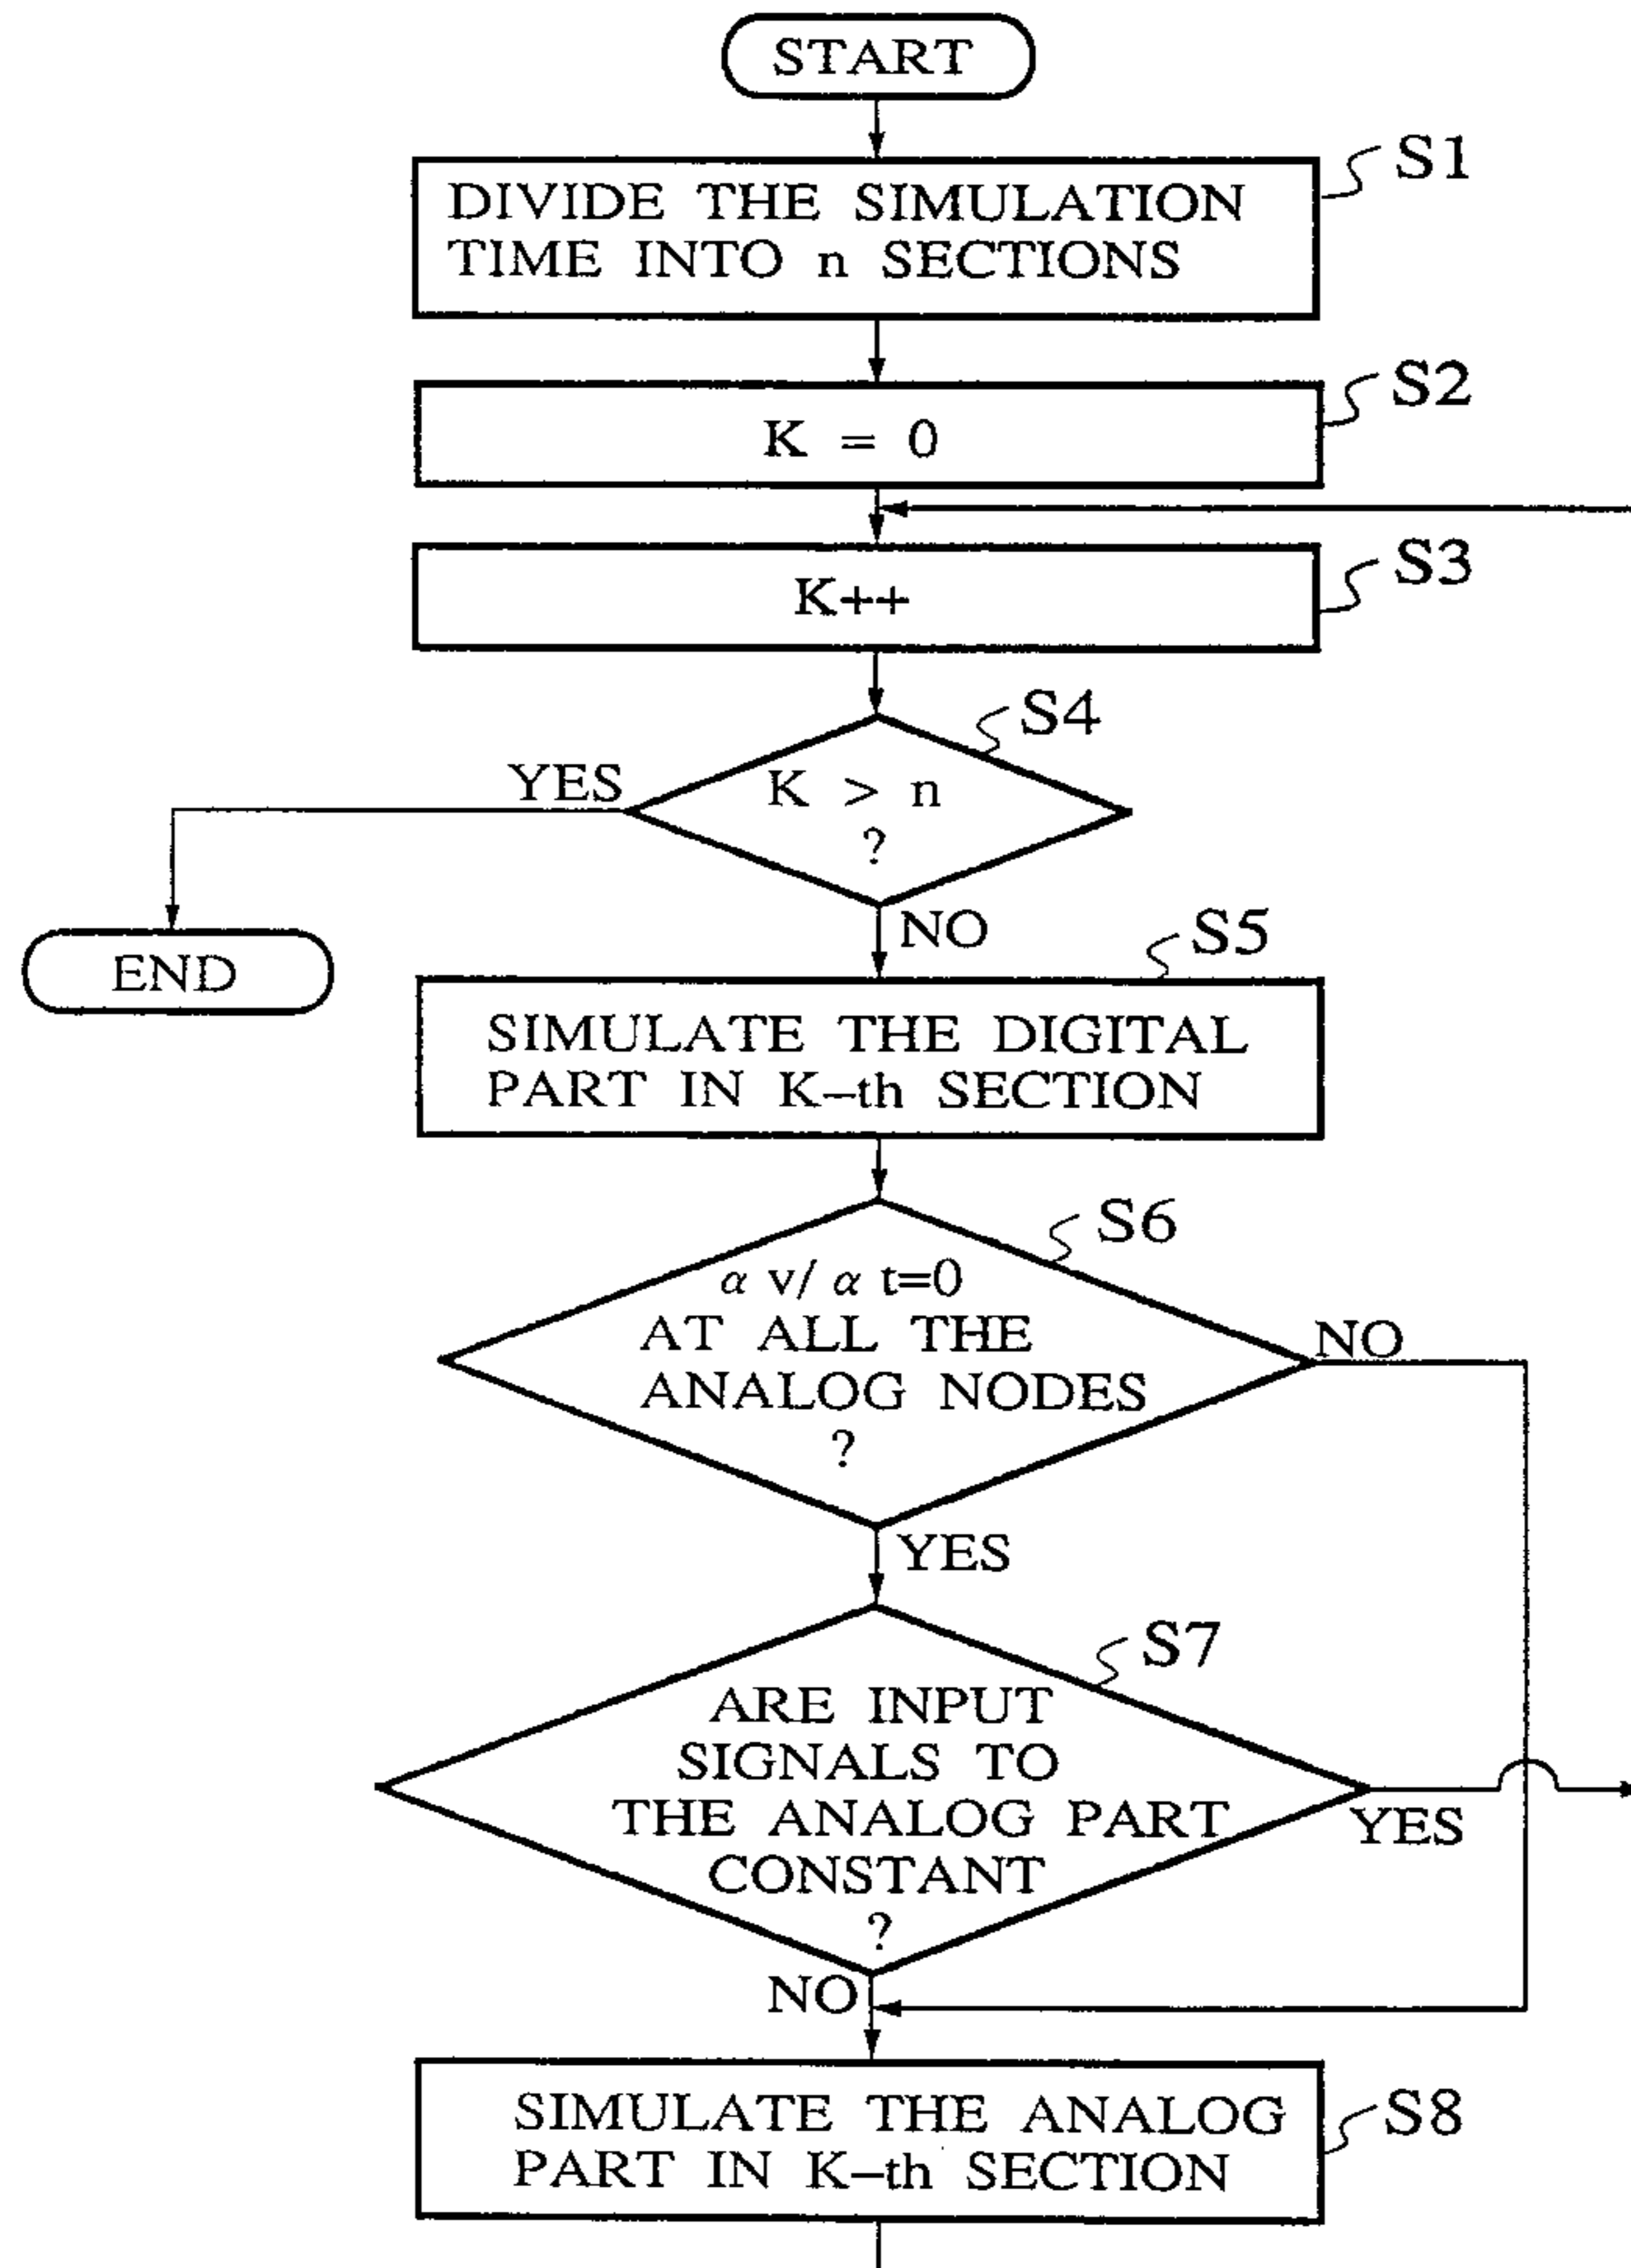 START
S1
DIVIDE THE SIMULATION
TIME INTO n SECTIONS
S2
K = 0
S3
K++
S4
K > n
?
YES
NO
END
S5
SIMULATE THE DIGITAL
PART IN K-th SECTION
S6
α v/ α t=0
AT ALL THE
ANALOG NODES
?
NO
YES
S7
ARE INPUT
SIGNALS TO
THE ANALOG PART
CONSTANT
?
YES
NO
S8
SIMULATE THE ANALOG
PART IN K-th SECTION